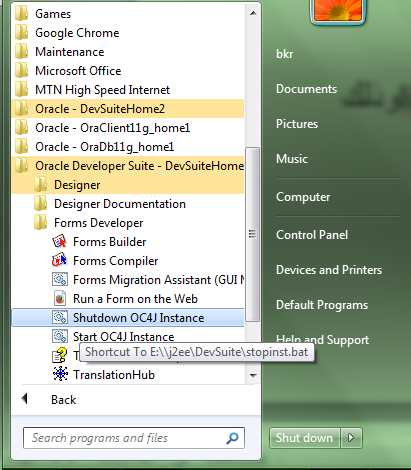 Games
Google Chrome
Maintenance
Microsoft Office
MTN High Speed Internet
Oracle - DevSuiteHome2
Oracle - OraClient11g_home1
Oracle - OraDb11g_home1
Oracle Developer Suite - DevSuiteHome
Designer
Designer Documentation
Forms Developer
Forms Builder
Forms Compiler
Forms Migration Assistant (GUI M
Run a Form on the Web
Shutdown OC4J Instance
Start OC4J Instance
Shortcut To E:\\j2ee\DevSuite\stopinst.bat
TranslationHub
Back
Search programs and files
bkr
Documents
Pictures
Music
Computer
Control Panel
Devices and Printers
Default Programs
Help and Support
Shut down